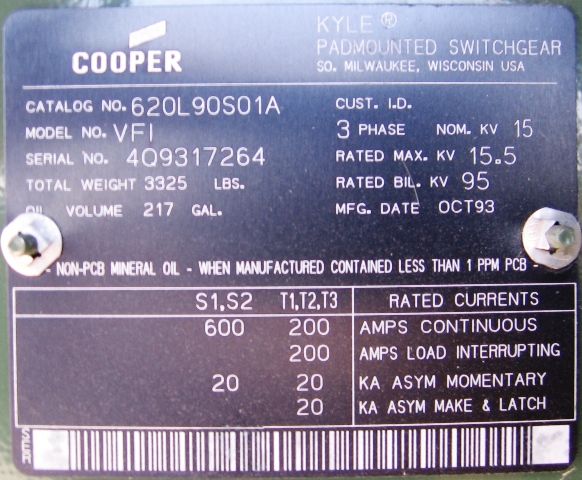 COOPER
KYLE®
PADMOUNTED SWITCHGEAR
SO. MILWAUKEE, WISCONSIN USA
CATALOG NO. 620L90S01A
CUST. I.D.
MODEL NO. VFI
3 PHASE NOM. KV 15
SERIAL NO. 4Q9317264
RATED MAX. KV 15.5
TOTAL WEIGHT 3325 LBS.
RATED BIL. KV 95
OIL VOLUME 217 GAL.
MFG. DATE OCT93
- NON-PCB MINERAL OIL - WHEN MANUFACTURED CONTAINED LESS THAN 1 PPM PCB -
S1,S2 T1,T2,T3 RATED CURRENTS
600 200 AMPS CONTINUOUS
200 AMPS LOAD INTERRUPTING
20 20 KA ASYM MOMENTARY
20 KA ASYM MAKE & LATCH